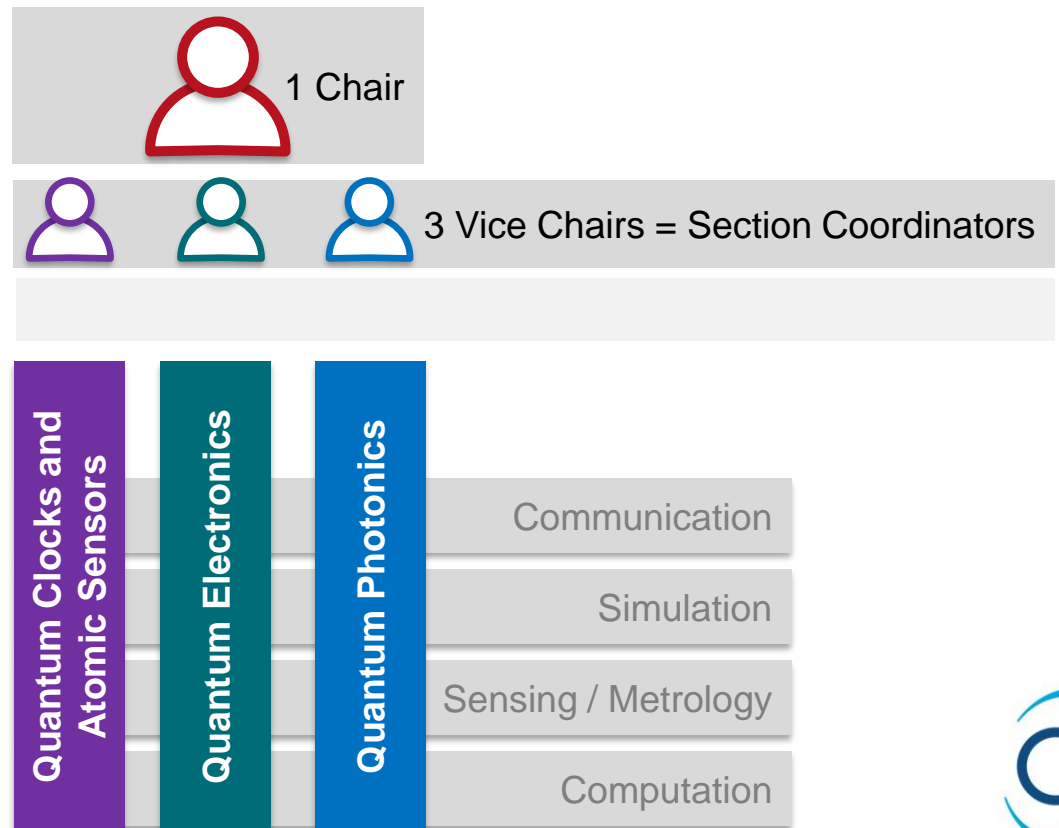 1 Chair
3 Vice Chairs = Section Coordinators
Quantum Clocks and
Atomic Sensors
Quantum Electronics
Quantum Photonics
Communication
Simulation
Sensing / Metrology
Computation